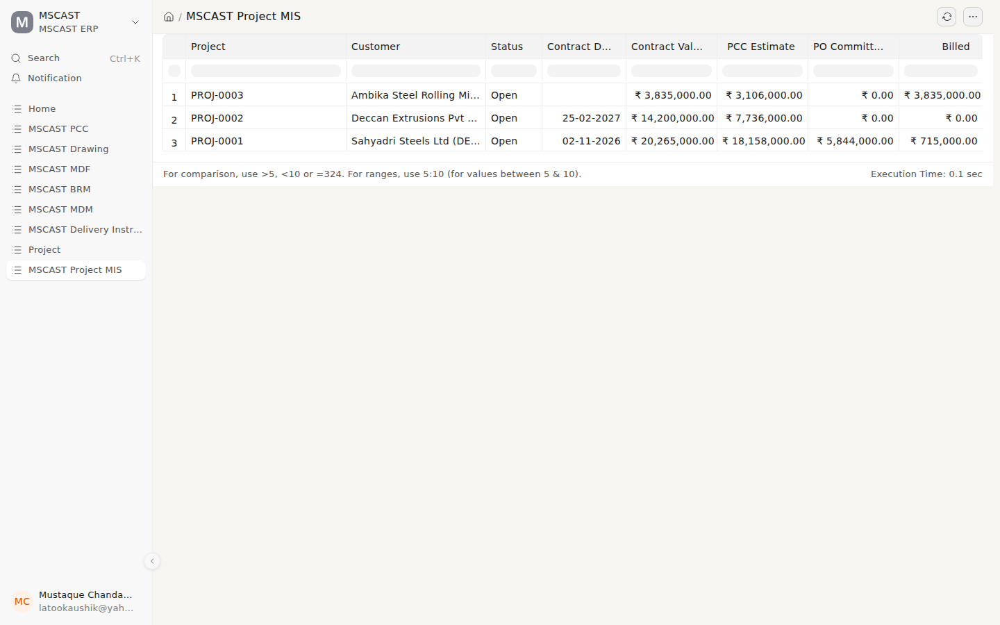 M
MSCAST
MSCAST ERP
Search Ctrl+K
Notification
Home
MSCAST PCC
MSCAST Drawing
MSCAST MDF
MSCAST BRM
MSCAST MDM
MSCAST Delivery Instr...
Project
MSCAST Project MIS
MC
Mustaque Chanda...
latookaushik@yah...
/ MSCAST Project MIS
Project Customer Status Contract D... Contract Val... PCC Estimate PO Committ... Billed
1 PROJ-0003 Ambika Steel Rolling Mi... Open ₹ 3,835,000.00 ₹ 3,106,000.00 ₹ 0.00 ₹ 3,835,000.00
2 PROJ-0002 Deccan Extrusions Pvt ... Open 25-02-2027 ₹ 14,200,000.00 ₹ 7,736,000.00 ₹ 0.00 ₹ 0.00
3 PROJ-0001 Sahyadri Steels Ltd (DE... Open 02-11-2026 ₹ 20,265,000.00 ₹ 18,158,000.00 ₹ 5,844,000.00 ₹ 715,000.00
For comparison, use >5, <10 or =324. For ranges, use 5:10 (for values between 5 & 10). Execution Time: 0.1 sec